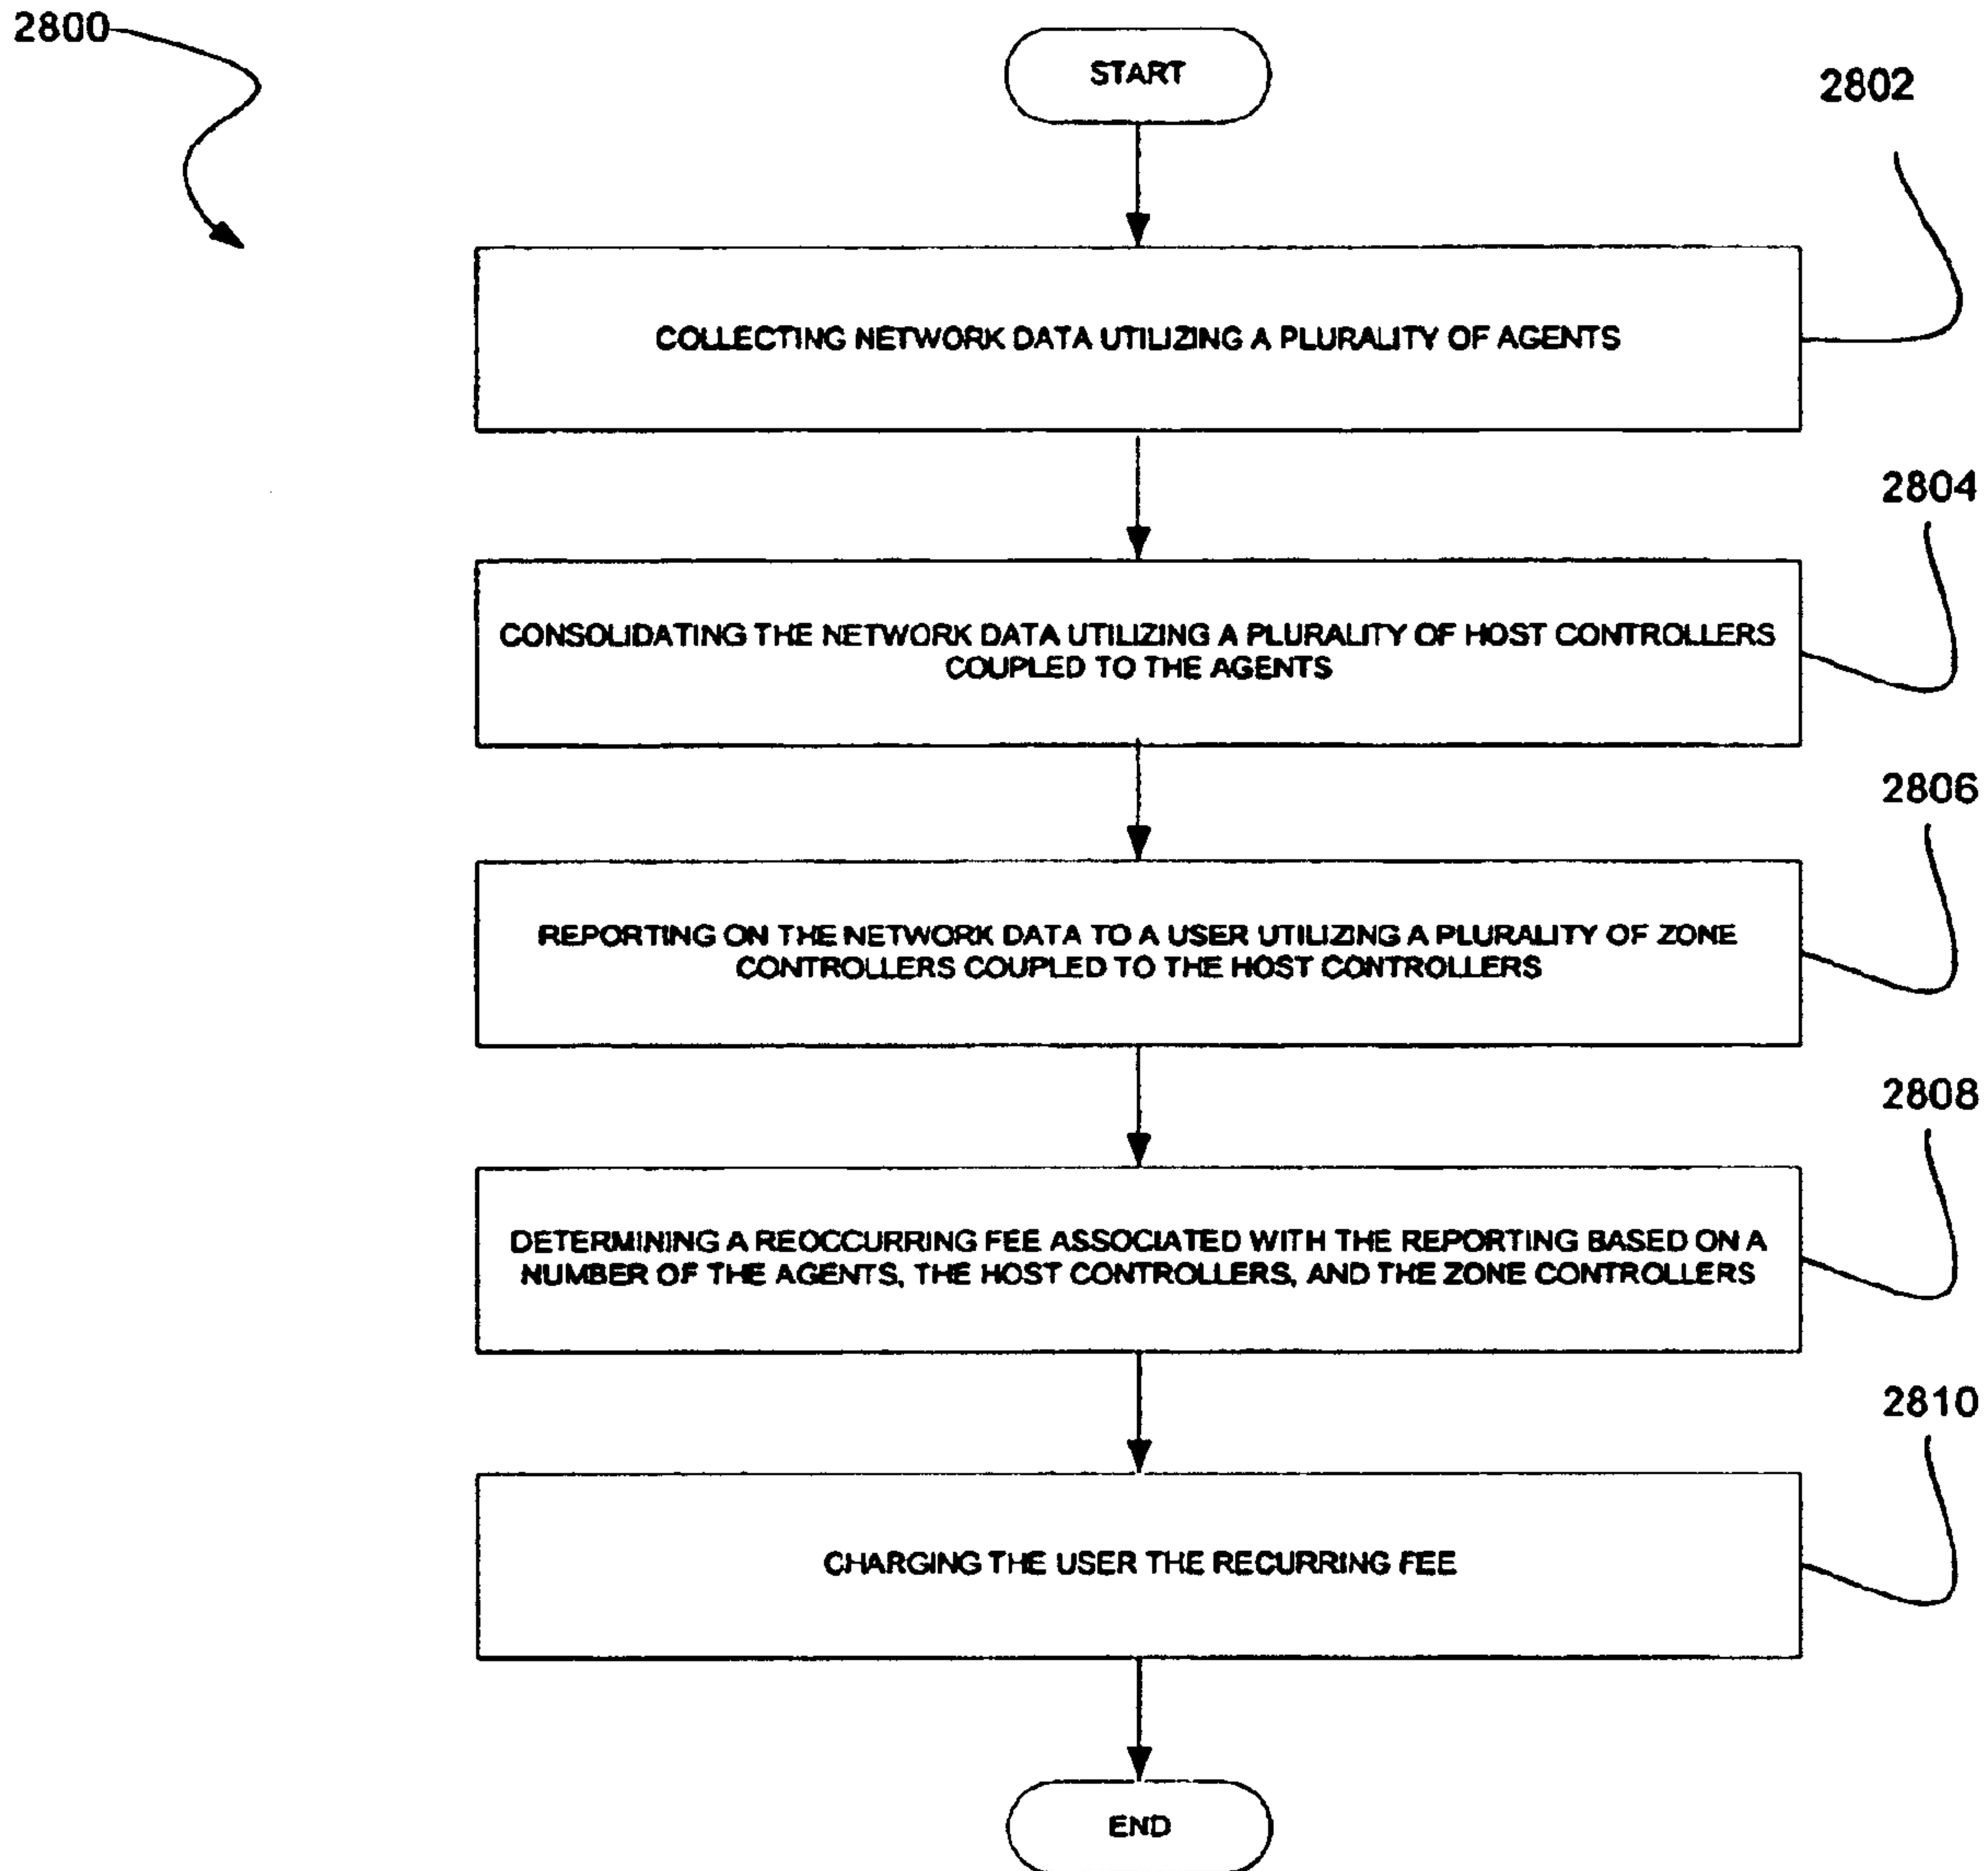 2800
START
2802
COLLECTING NETWORK DATA UTILIZING A PLURALITY OF AGENTS
2804
CONSOLIDATING THE NETWORK DATA UTILIZING A PLURALITY OF HOST CONTROLLERS
COUPLED TO THE AGENTS
2806
REPORTING ON THE NETWORK DATA TO A USER UTILIZING A PLURALITY OF ZONE
CONTROLLERS COUPLED TO THE HOST CONTROLLERS
2808
DETERMINING A REOCCURRING FEE ASSOCIATED WITH THE REPORTING BASED ON A
NUMBER OF THE AGENTS, THE HOST CONTROLLERS, AND THE ZONE CONTROLLERS
2810
CHARGING THE USER THE RECURRING FEE
END